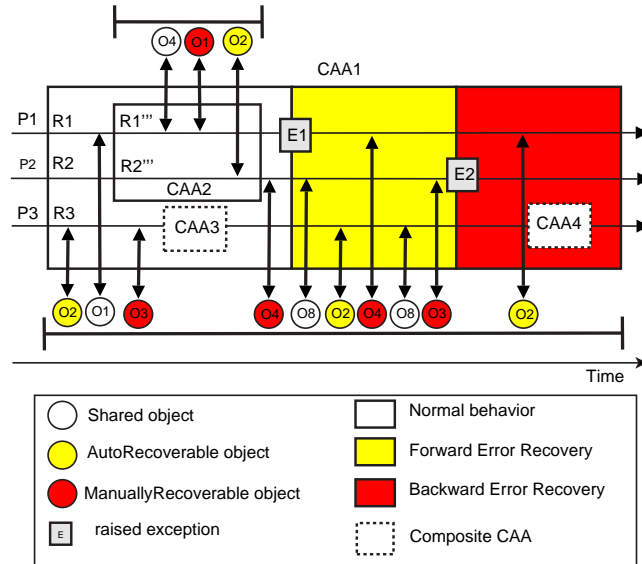 O4 O1 O2
CAA1
P1 R1 R1''' E1
P2 R2 R2''' E2
CAA2
P3 R3 CAA3 CAA4
O2 O1 O3 O4 O8 O2 O4 O8 O3 O2
Time
Shared object
Normal behavior
AutoRecoverable object
Forward Error Recovery
ManuallyRecoverable object
Backward Error Recovery
E raised exception
Composite CAA